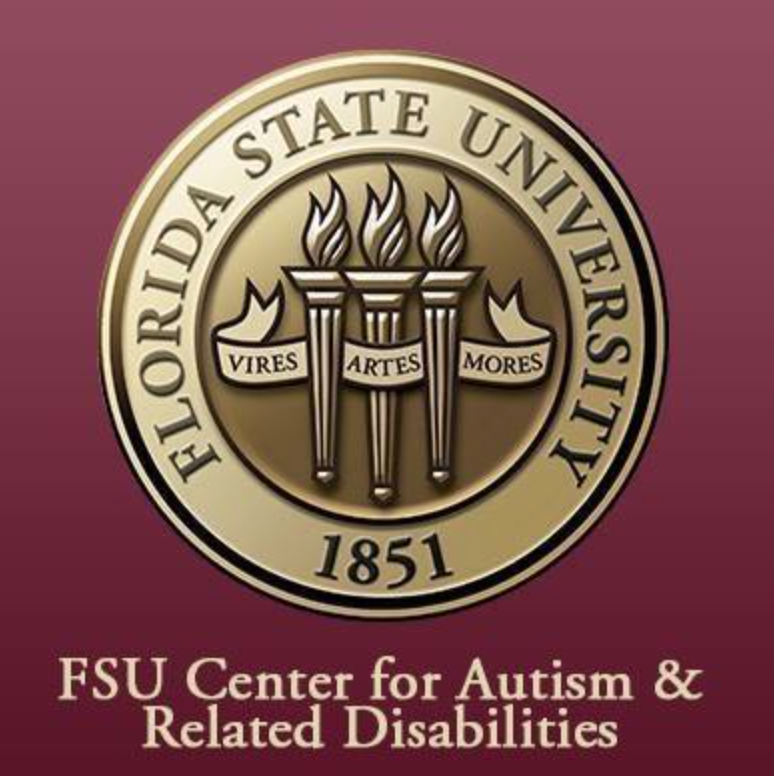 FLORIDA STATE UNIVERSITY
VIRES ARTES MORES
1851
FSU Center for Autism &
Related Disabilities